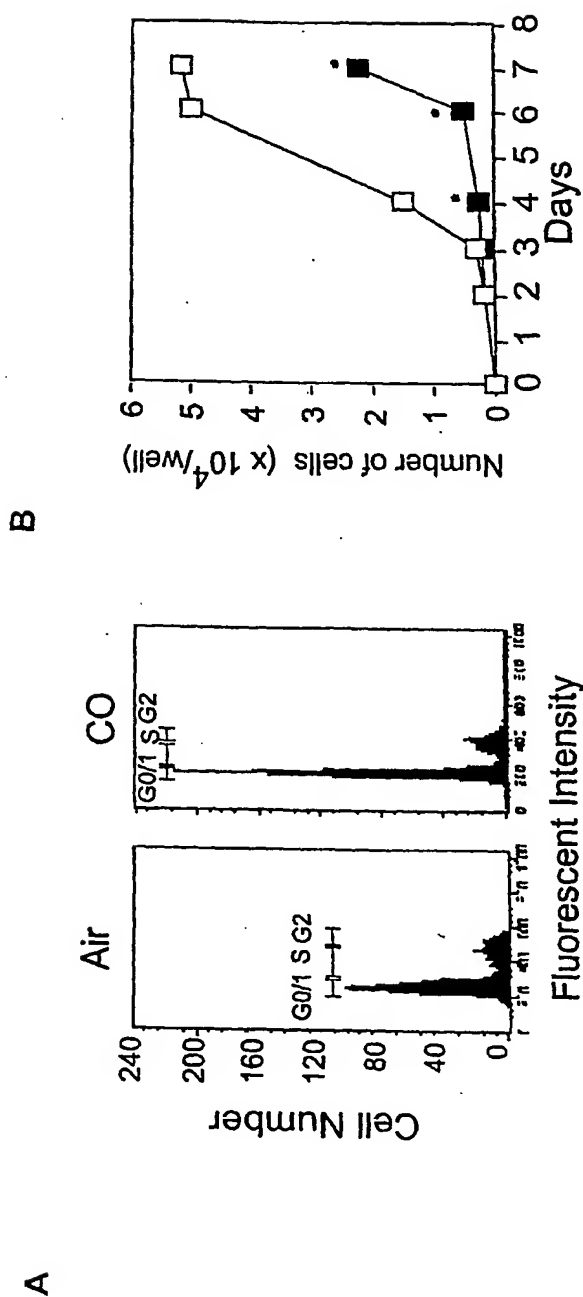 A
Air
CO
G0/1 S G2
G0/1 S G2
Cell Number
240
200
160
120
80
40
0
0 200
Fluorescent Intensity
B
Number of cells (x 10⁴/well)
6
5
4
3
2
1
0
0 1 2 3 4 5 6 7 8
*
*
*
Days